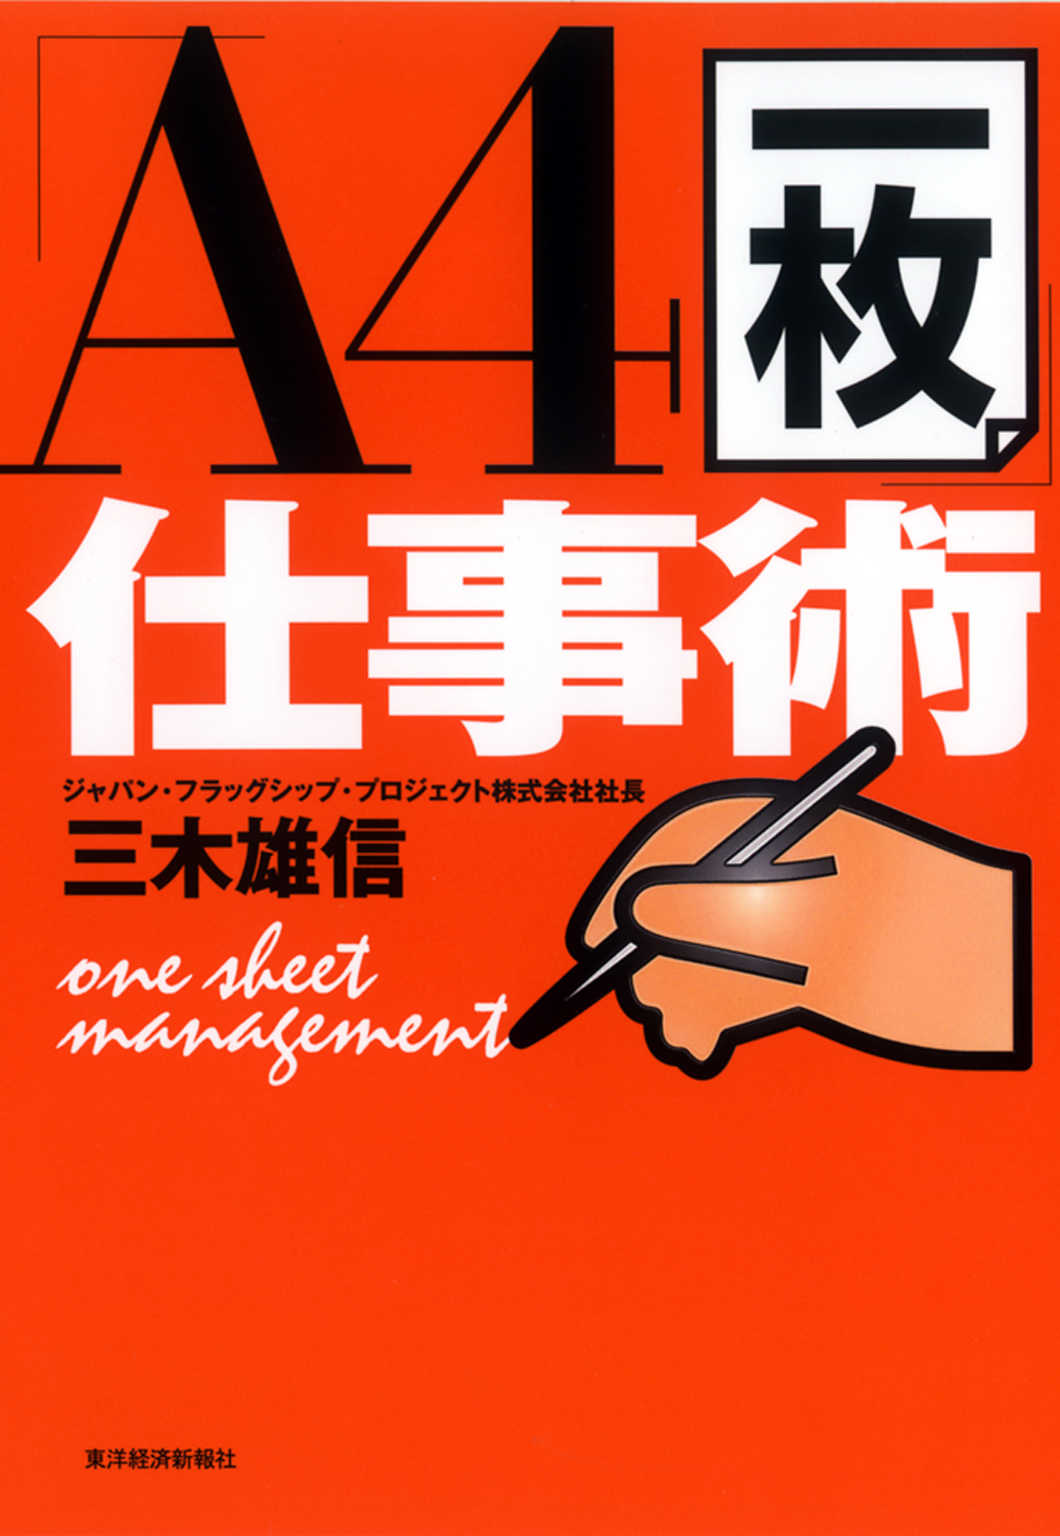 「A4一枚」
仕事術
ジャパン・フラッグシップ・プロジェクト株式会社社長
三木雄信
one sheet
management
東洋経済新報社